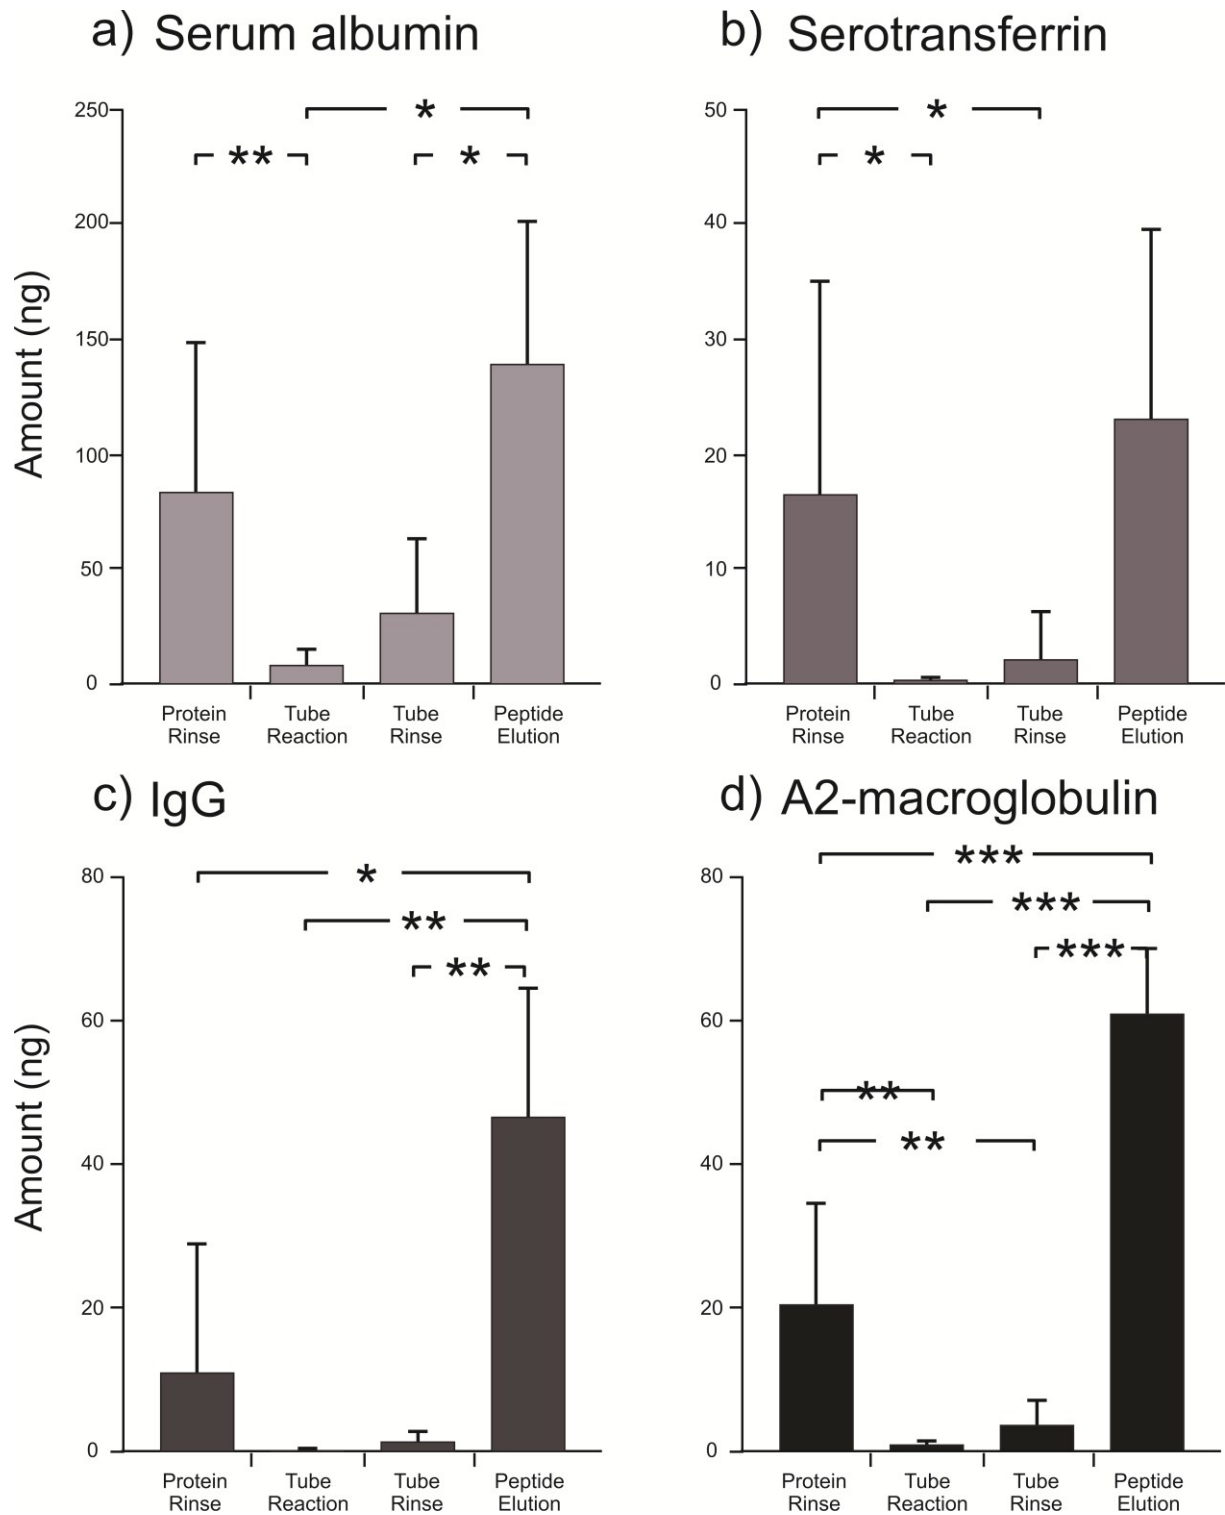 a) Serum albumin
b) Serotransferrin
250
200
150
100
50
0
Amount (ng)
*
** *
Protein Rinse
Tube Reaction
Tube Rinse
Peptide Elution
50
40
30
20
10
0
*
*
Protein Rinse
Tube Reaction
Tube Rinse
Peptide Elution
c) IgG
d) A2-macroglobulin
80
60
40
20
0
Amount (ng)
*
**
**
Protein Rinse
Tube Reaction
Tube Rinse
Peptide Elution
80
60
40
20
0
***
***
***
**
**
Protein Rinse
Tube Reaction
Tube Rinse
Peptide Elution